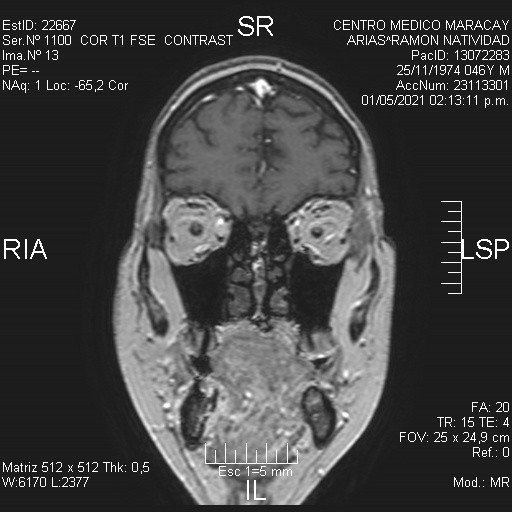 EstID: 22667
Ser.Nº 1100 COR T1 FSE CONTRAST
Ima.Nº 13
PE= --
NAq: 1 Loc: -65,2 Cor
SR
CENTRO MEDICO MARACAY
ARIAS^RAMON NATIVIDAD
PacID: 13072283
25/11/1974 046Y M
AccNum: 23113301
01/05/2021 02:13:11 p.m.
RIA
LSP
Matriz 512 x 512 Thk: 0,5
W:6170 L:2377
Esc 1=5 mm
IL
FA: 20
TR: 15 TE: 4
FOV: 25 x 24,9 cm
Ref.: 0
Mod.: MR